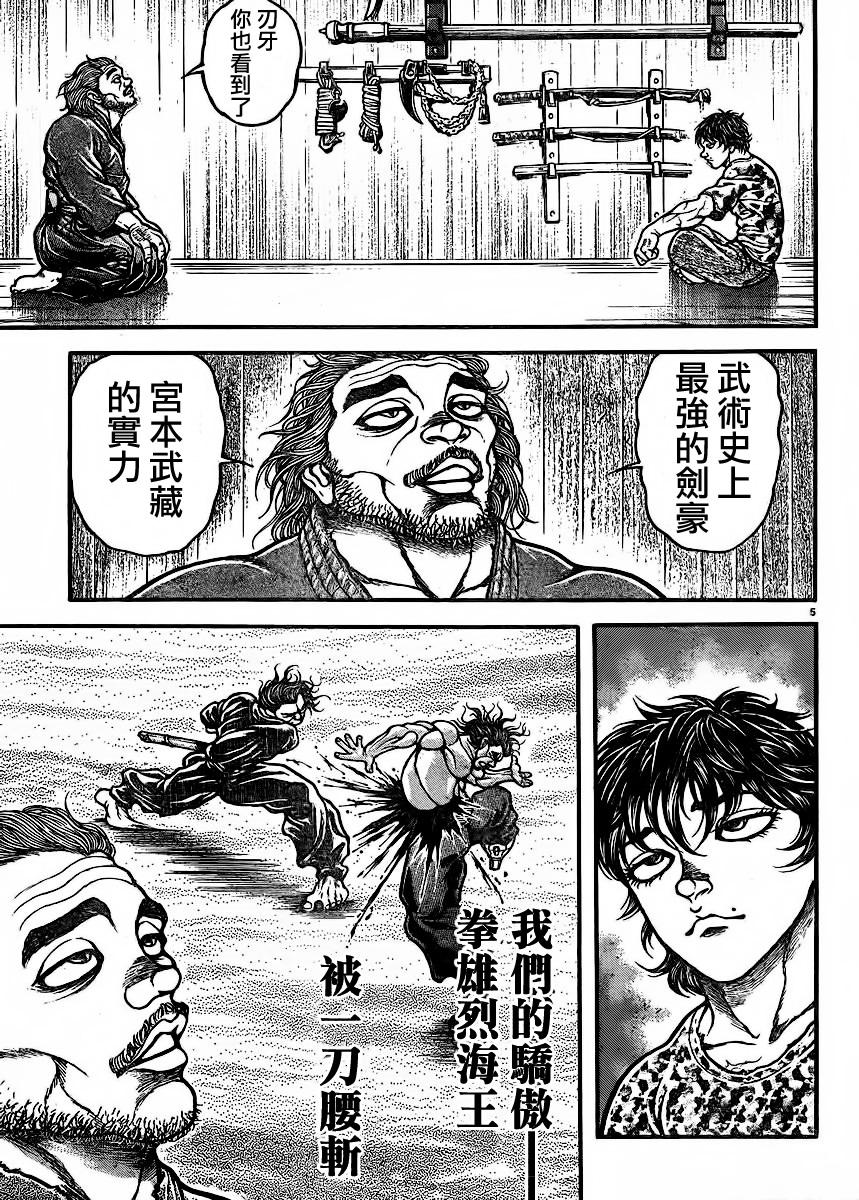 刃牙
你也看到了
武術史上
最強的劍豪
宮本武藏
的實力
5
我們的驕傲──
拳雄烈海王
被一刀腰斬